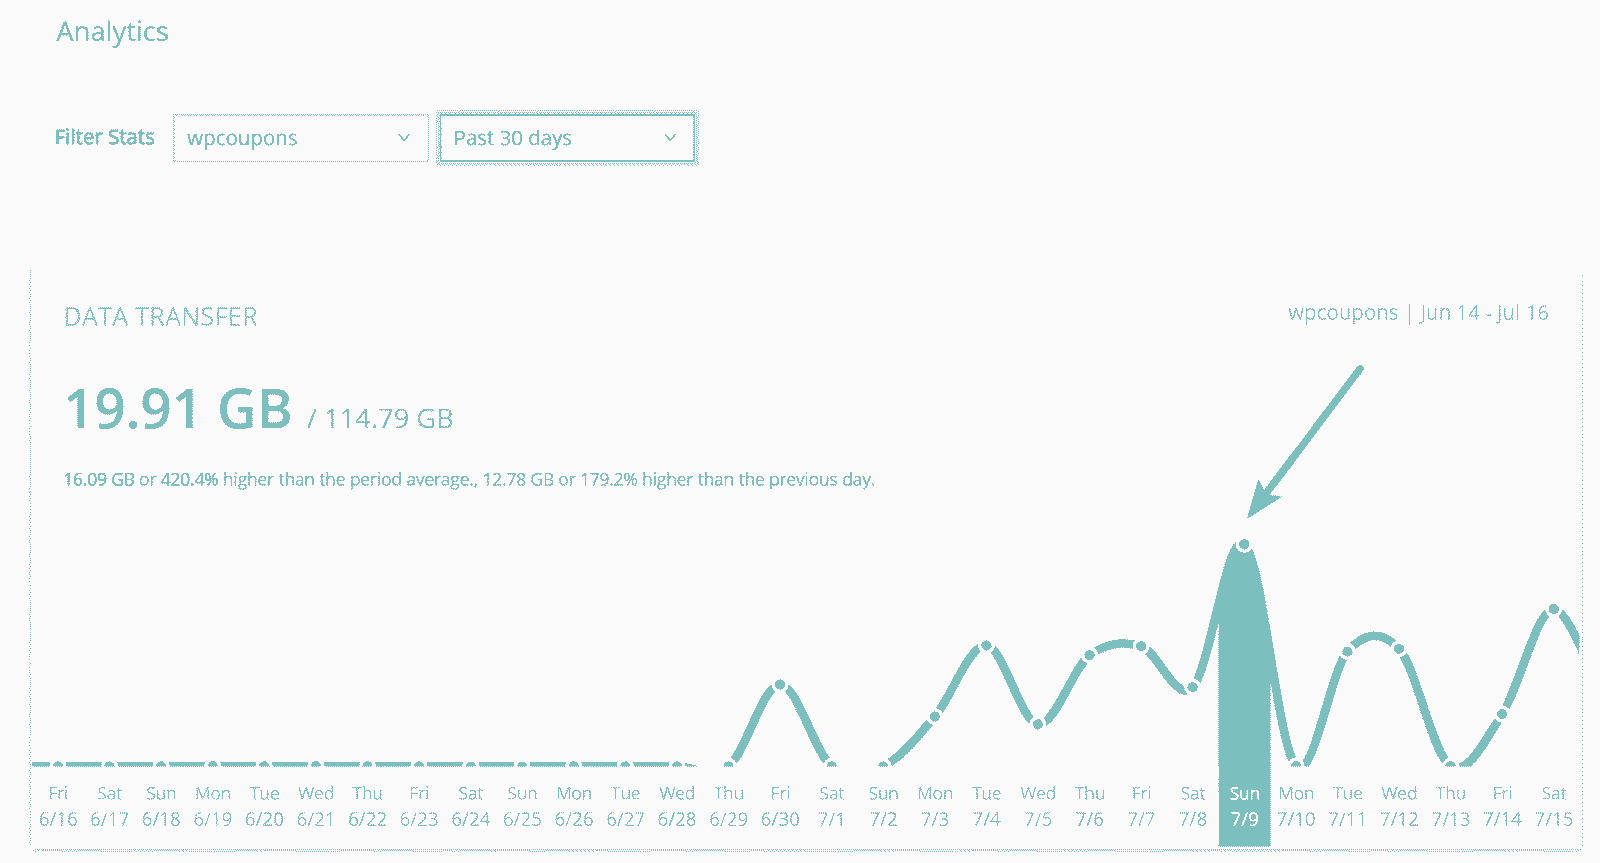 Analytics
Filter Stats wpcoupons Past 30 days
DATA TRANSFER wpcoupons | Jun 14 - Jul 16
19.91 GB / 114.79 GB
16.09 GB or 420.4% higher than the period average., 12.78 GB or 179.2% higher than the previous day.
Fri Sat Sun Mon Tue Wed Thu Fri Sat Sun Mon Tue Wed Thu Fri Sat Sun Mon Tue Wed Thu Fri Sat Sun Mon Tue Wed Thu Fri Sat
6/16 6/17 6/18 6/19 6/20 6/21 6/22 6/23 6/24 6/25 6/26 6/27 6/28 6/29 6/30 7/1 7/2 7/3 7/4 7/5 7/6 7/7 7/8 7/9 7/10 7/11 7/12 7/13 7/14 7/15